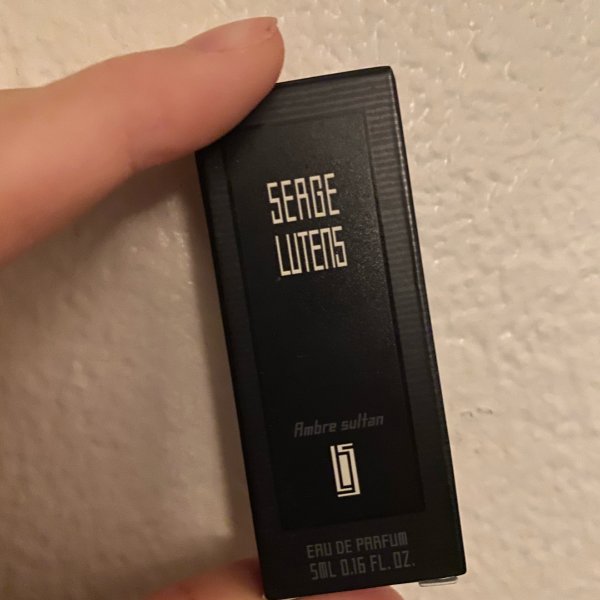 SERGE
LUTENS
Ambre sultan
EAU DE PARFUM
5ML 0.16 FL. OZ.